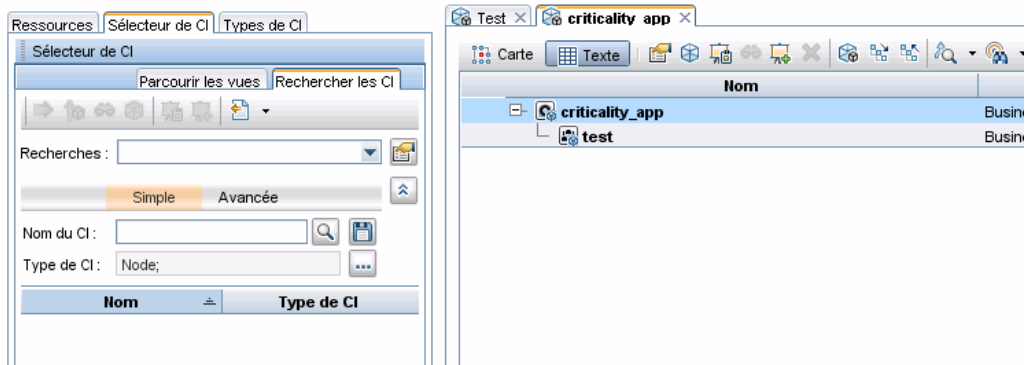 Ressources Sélecteur de CI Types de CI
Sélecteur de CI
Parcourir les vues Rechercher les CI
Recherches :
Simple Avancée
Nom du CI :
Type de CI : Node;
Nom Type de CI
Test criticality_app
Carte Texte
Nom
criticality_app Busine
test Busine